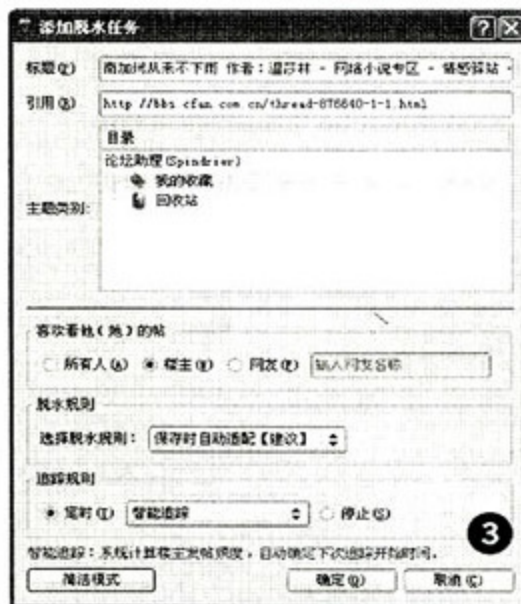 添加脱水任务
标题(T) 南加州从来不下雨 作者：温莎林 - 网络小说专区 - 情感驿站 -
引用(R) http://bbs.cfan.com.cn/thread-876640-1-1.html
目录
论坛助理(Spindrier)
我的收藏
回收站
主题类别:
喜欢看他(她)的帖
所有人(A) 楼主(M) 网友(F) 输入网友名称
脱水规则
选择脱水规则: 保存时自动适配【建议】
追踪规则
定时(T) 智能追踪 停止(S)
3
智能追踪：系统计算楼主发帖频度，自动确定下次追踪开始时间。
简洁模式 确定(O) 取消(C)